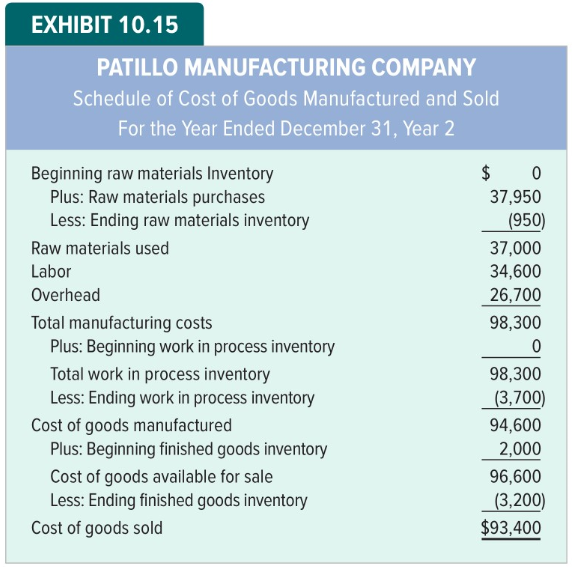 EXHIBIT 10.15
PATILLO MANUFACTURING COMPANY
Schedule of Cost of Goods Manufactured and Sold
For the Year Ended December 31, Year 2
Beginning raw materials Inventory $ 0
Plus: Raw materials purchases 37,950
Less: Ending raw materials inventory (950)
Raw materials used 37,000
Labor 34,600
Overhead 26,700
Total manufacturing costs 98,300
Plus: Beginning work in process inventory 0
Total work in process inventory 98,300
Less: Ending work in process inventory (3,700)
Cost of goods manufactured 94,600
Plus: Beginning finished goods inventory 2,000
Cost of goods available for sale 96,600
Less: Ending finished goods inventory (3,200)
Cost of goods sold $93,400